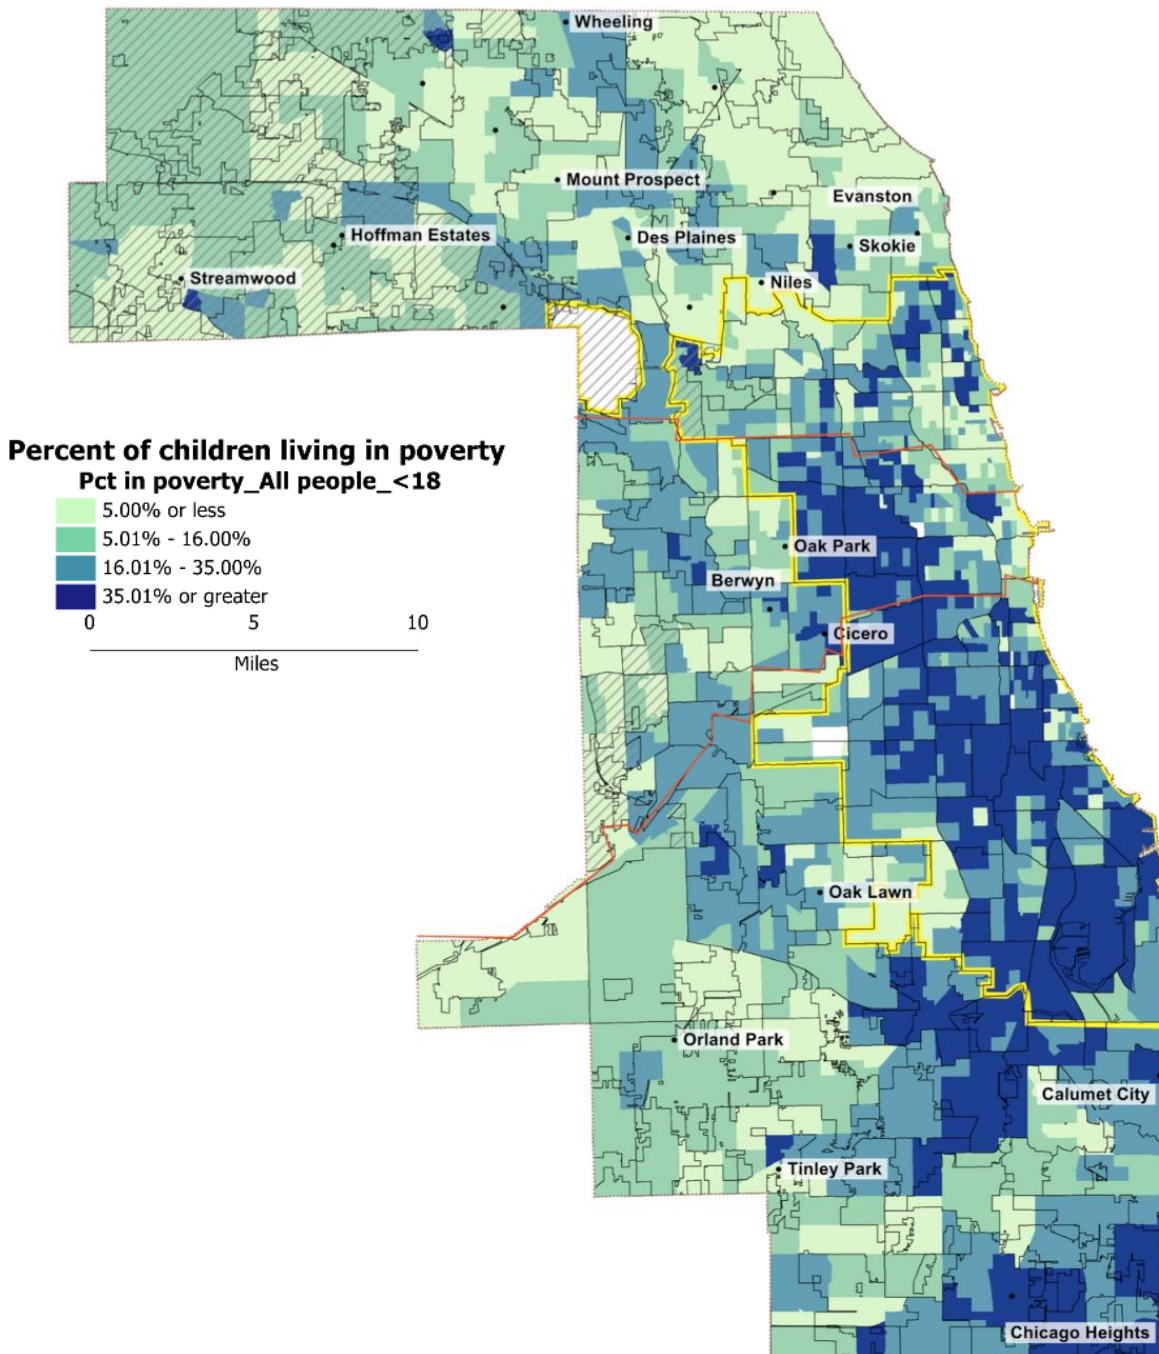 Wheeling
Mount Prospect
Evanston
Hoffman Estates
Des Plaines
Skokie
Streamwood
Niles
Percent of children living in poverty
Pct in poverty_All people_<18
5.00% or less
5.01% - 16.00%
16.01% - 35.00%
35.01% or greater
0 5 10
Miles
Oak Park
Berwyn
Cicero
Oak Lawn
Orland Park
Calumet City
Tinley Park
Chicago Heights